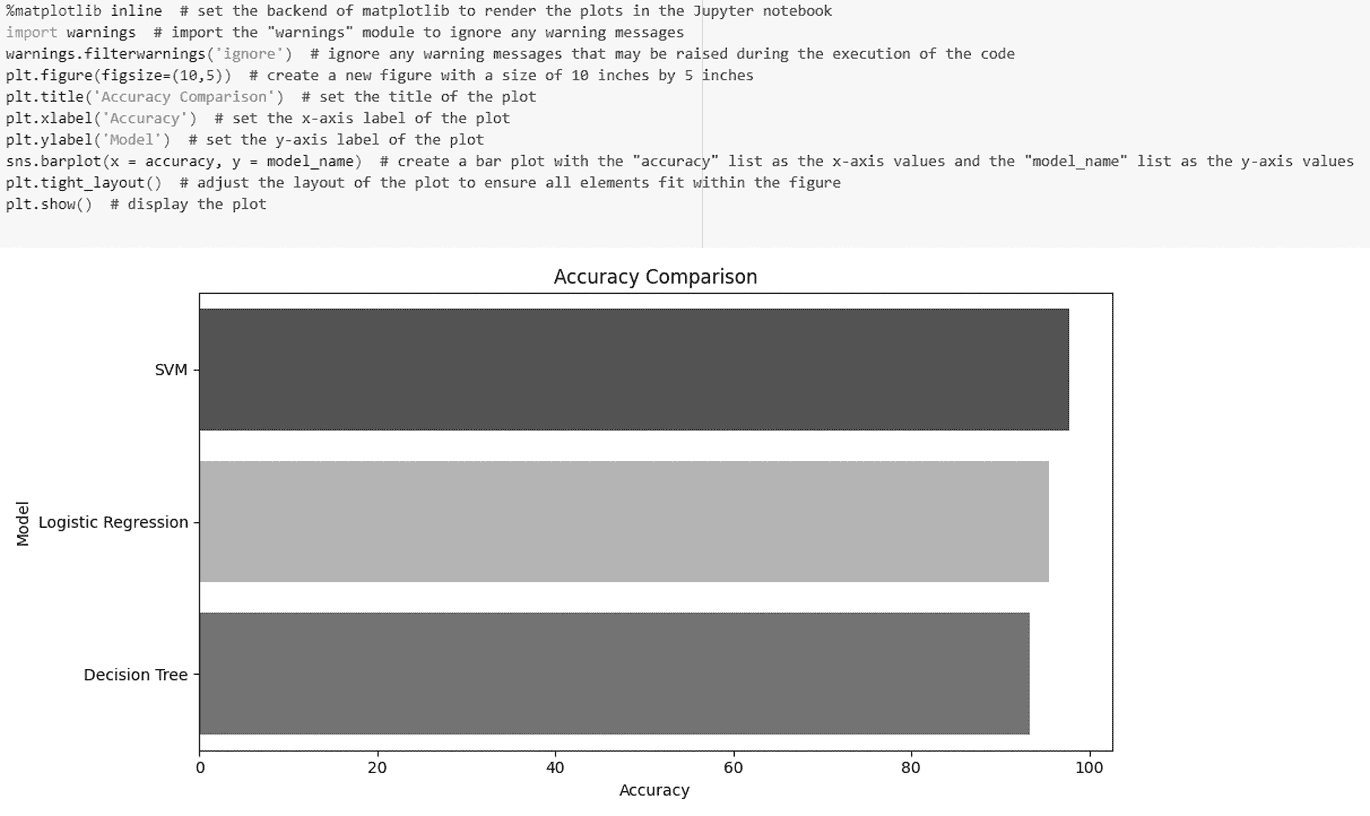 %matplotlib inline  # set the backend of matplotlib to render the plots in the Jupyter notebook
import warnings  # import the "warnings" module to ignore any warning messages
warnings.filterwarnings('ignore')  # ignore any warning messages that may be raised during the execution of the code
plt.figure(figsize=(10,5))  # create a new figure with a size of 10 inches by 5 inches
plt.title('Accuracy Comparison')  # set the title of the plot
plt.xlabel('Accuracy')  # set the x-axis label of the plot
plt.ylabel('Model')  # set the y-axis label of the plot
sns.barplot(x = accuracy, y = model_name)  # create a bar plot with the "accuracy" list as the x-axis values and the "model_name" list as the y-axis values
plt.tight_layout()  # adjust the layout of the plot to ensure all elements fit within the figure
plt.show()  # display the plot
Accuracy Comparison
SVM
Model
Logistic Regression
Decision Tree
0 20 40 60 80 100
Accuracy